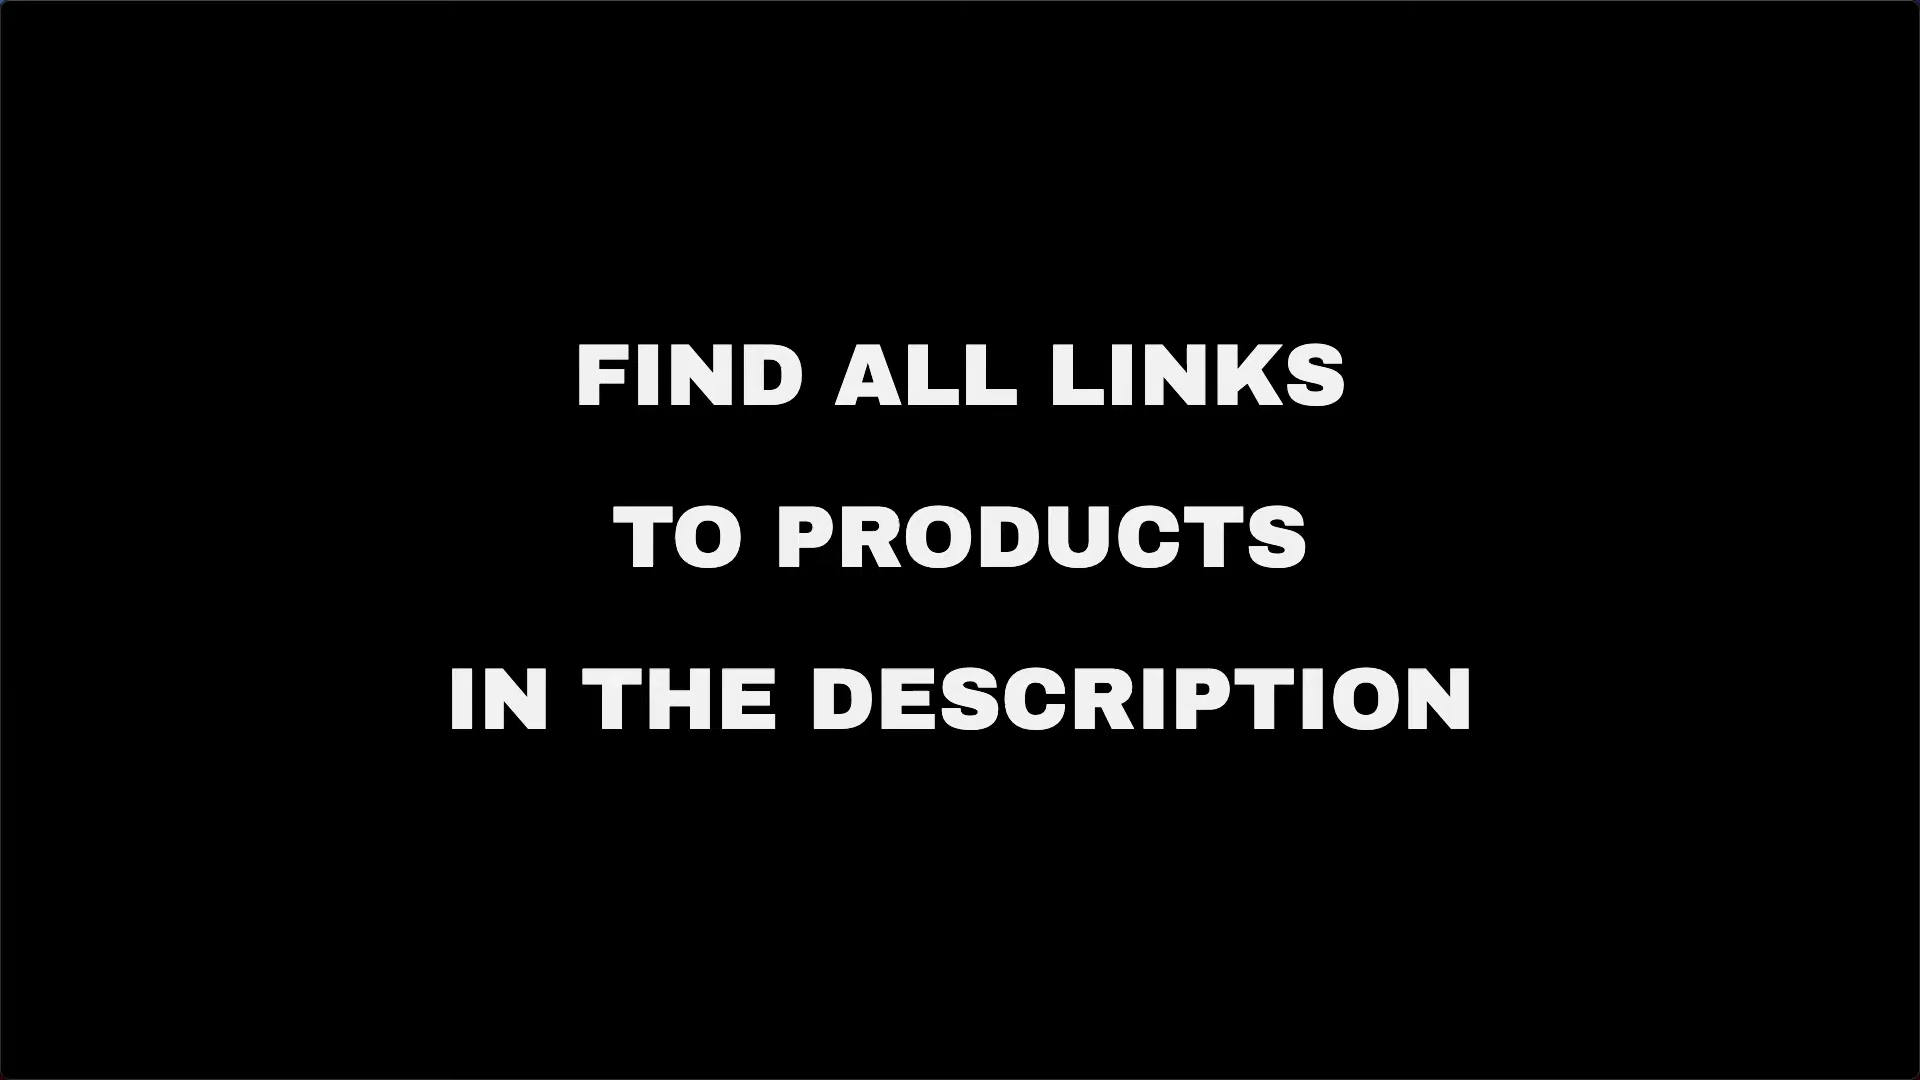 FIND ALL LINKS
TO PRODUCTS
IN THE DESCRIPTION